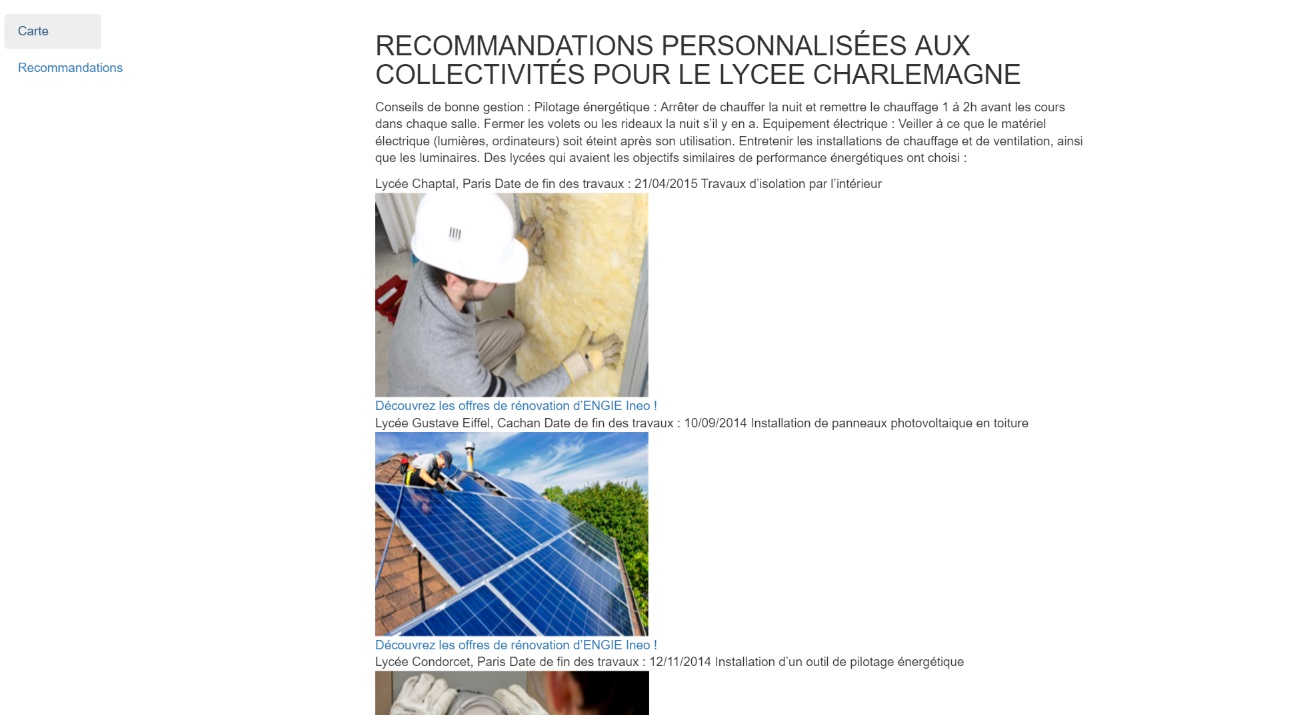 Carte
Recommandations
RECOMMANDATIONS PERSONNALISÉES AUX
COLLECTIVITÉS POUR LE LYCEE CHARLEMAGNE
Conseils de bonne gestion : Pilotage énergétique : Arrêter de chauffer la nuit et remettre le chauffage 1 à 2h avant les cours
dans chaque salle. Fermer les volets ou les rideaux la nuit s’il y en a. Equipement électrique : Veiller à ce que le matériel
électrique (lumières, ordinateurs) soit éteint après son utilisation. Entretenir les installations de chauffage et de ventilation, ainsi
que les luminaires. Des lycées qui avaient les objectifs similaires de performance énergétiques ont choisi :
Lycée Chaptal, Paris Date de fin des travaux : 21/04/2015 Travaux d’isolation par l’intérieur
Découvrez les offres de rénovation d’ENGIE Ineo !
Lycée Gustave Eiffel, Cachan Date de fin des travaux : 10/09/2014 Installation de panneaux photovoltaique en toiture
Découvrez les offres de rénovation d’ENGIE Ineo !
Lycée Condorcet, Paris Date de fin des travaux : 12/11/2014 Installation d’un outil de pilotage énergétique